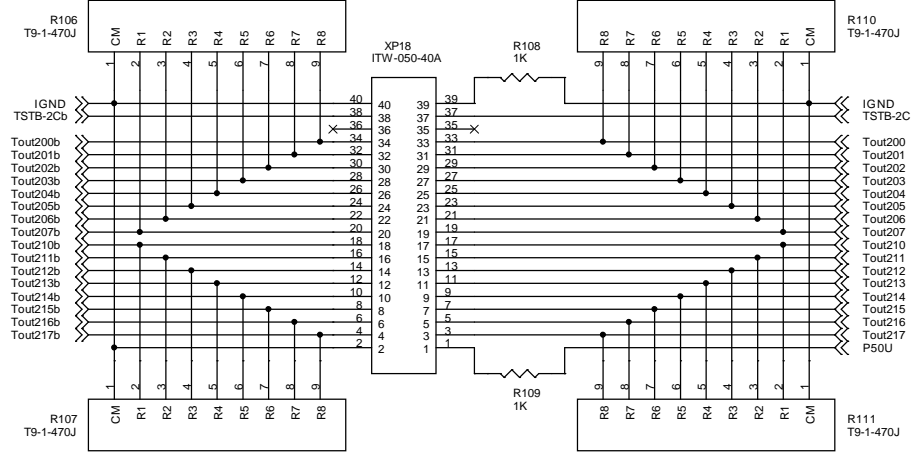 R106
T9-1-470J
CM R1 R2 R3 R4 R5 R6 R7 R8
1 2 3 4 5 6 7 8 9
XP18
ITW-050-40A
R108
1K
R110
T9-1-470J
R8 R7 R6 R5 R4 R3 R2 R1 CM
9 8 7 6 5 4 3 2 1
IGND 40 40 39 39 IGND
TSTB-2Cb 38 38 37 37 TSTB-2C
36 36 35 35
Tout200b 34 34 33 33 Tout200
Tout201b 32 32 31 31 Tout201
Tout202b 30 30 29 29 Tout202
Tout203b 28 28 27 27 Tout203
Tout204b 26 26 25 25 Tout204
Tout205b 24 24 23 23 Tout205
Tout206b 22 22 21 21 Tout206
Tout207b 20 20 19 19 Tout207
Tout210b 18 18 17 17 Tout210
Tout211b 16 16 15 15 Tout211
Tout212b 14 14 13 13 Tout212
Tout213b 12 12 11 11 Tout213
Tout214b 10 10 9 9 Tout214
Tout215b 8 8 7 7 Tout215
Tout216b 6 6 5 5 Tout216
Tout217b 4 4 3 3 Tout217
2 2 1 1 P50U
1 2 3 4 5 6 7 8 9
CM R1 R2 R3 R4 R5 R6 R7 R8
R107
T9-1-470J
R109
1K
9 8 7 6 5 4 3 2 1
R8 R7 R6 R5 R4 R3 R2 R1 CM
R111
T9-1-470J